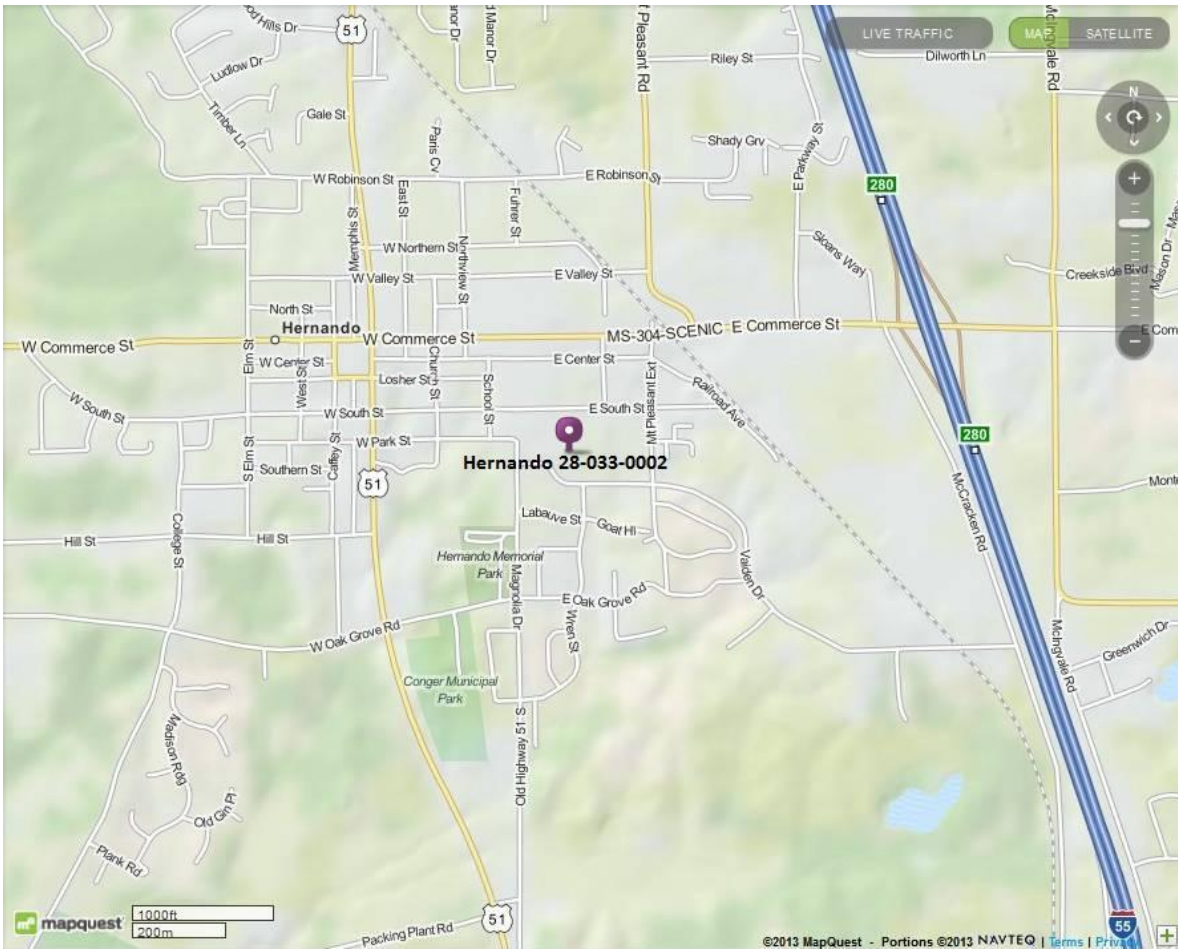 51
LIVE TRAFFIC
MAP
SATELLITE
Ludlow Dr
Mt Pleasant Rd
McIngvale Rd
Riley St
Dilworth Ln
N
Timber Ln
Gale St
Paris Cv
Shady Grv
E Parkway St
W Robinson St
East St
Fuhrer St
E Robinson St
280
+
Memphis St
W Northern St
Northview St
Sloans Way
W Valley St
E Valley St
Creekside Blvd
North St
Hernando
W Commerce St
W Commerce St
MS-304-SCENIC
E Commerce St
E Com
Elm St
W Center St
Church St
E Center St
West St
Losher St
School St
Railroad Ave
W South St
W South St
E South St
Mt Pleasant Ext
S Elm St
Caffey St
W Park St
280
Southern St
Hernando 28-033-0002
51
McCracken Rd
Mont
College St
Labauve St
Goat Hl
Hill St
Hill St
Hernando Memorial
Park
Magnolia Dr
Vaiden Dr
E Oak Grove Rd
W Oak Grove Rd
Wren St
McIngvale Rd
Greenwich Dr
Conger Municipal
Park
Madison Rdg
Old Highway 51 S
Old Gin Pl
Plank Rd
mapquest
1000ft
200m
51
Packing Plant Rd
55
©2013 MapQuest - Portions ©2013 NAVTEQ | Terms |